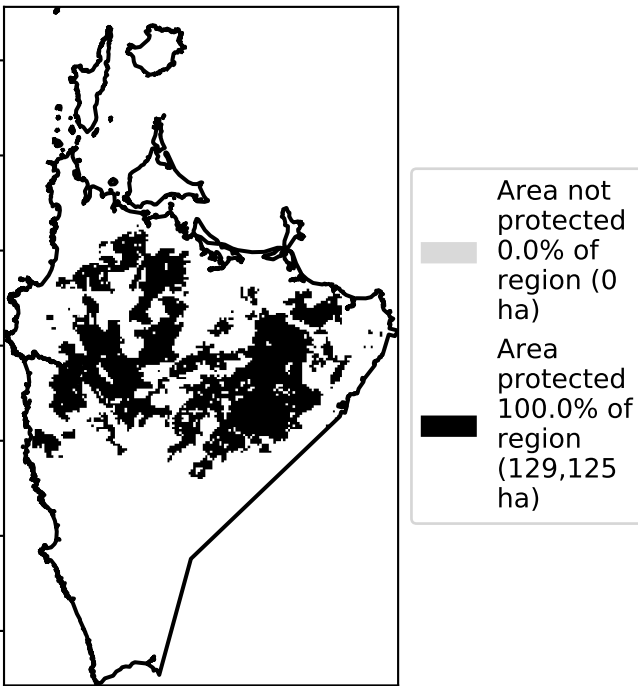 Area not
protected
0.0% of
region (0
ha)
Area
protected
100.0% of
region
(129,125
ha)